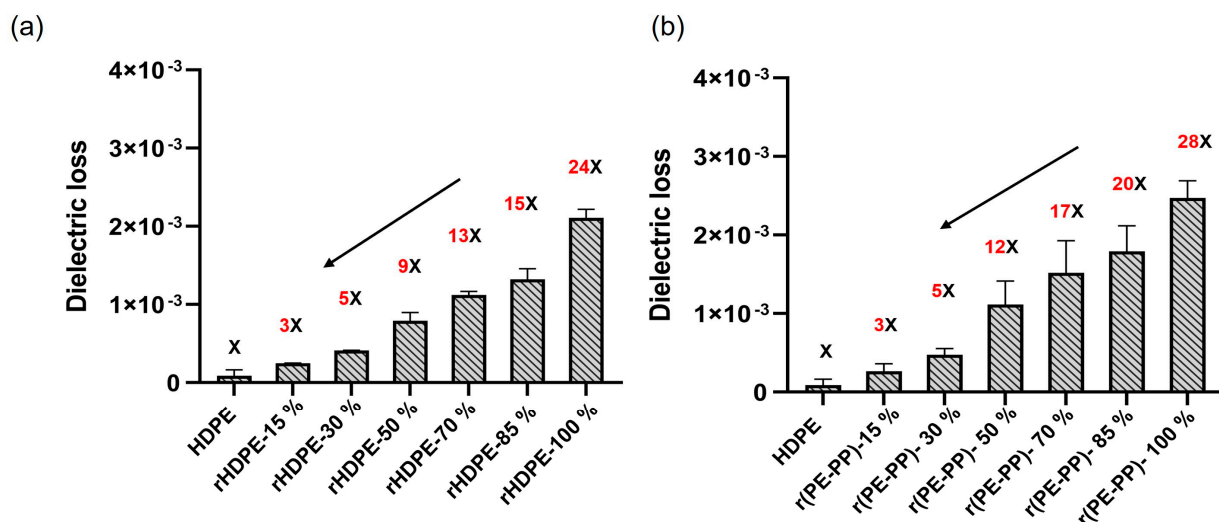 (a)
Dielectric loss
4×10⁻³
3×10⁻³
2×10⁻³
1×10⁻³
0
X
3X
5X
9X
13X
15X
24X
HDPE
rHDPE-15 %
rHDPE-30 %
rHDPE-50 %
rHDPE-70 %
rHDPE-85 %
rHDPE-100 %
(b)
Dielectric loss
4×10⁻³
3×10⁻³
2×10⁻³
1×10⁻³
0
X
3X
5X
12X
17X
20X
28X
HDPE
r(PE-PP)-15 %
r(PE-PP)- 30 %
r(PE-PP)- 50 %
r(PE-PP)- 70 %
r(PE-PP)- 85 %
r(PE-PP)- 100 %